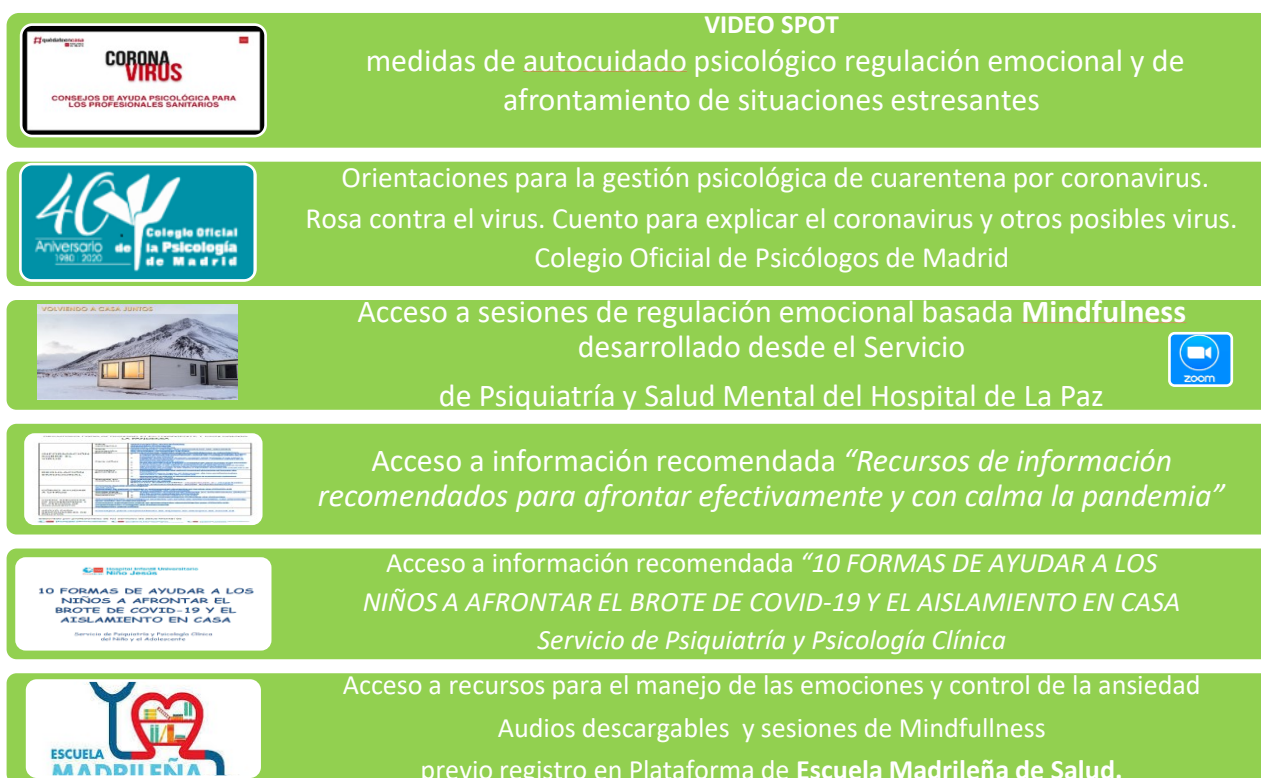 #quédateencasa
CORONA
VIRUS
CONSEJOS DE AYUDA PSICOLÓGICA PARA
LOS PROFESIONALES SANITARIOS
VIDEO SPOT
medidas de autocuidado psicológico regulación emocional y de
afrontamiento de situaciones estresantes
40
Aniversario
1980 2020
Colegio Oficial
de la Psicología
de Madrid
Orientaciones para la gestión psicológica de cuarentena por coronavirus.
Rosa contra el virus. Cuento para explicar el coronavirus y otros posibles virus.
Colegio Oficiial de Psicólogos de Madrid
VOLVIENDO A CASA JUNTOS
Acceso a sesiones de regulación emocional basada Mindfulness
desarrollado desde el Servicio
de Psiquiatría y Salud Mental del Hospital de La Paz
zoom
Acceso a información recomendada “Recursos de información
recomendados para afrontar efectivamente y con calma la pandemia”
Hospital Infantil Universitario
Niño Jesús
10 FORMAS DE AYUDAR A LOS
NIÑOS A AFRONTAR EL
BROTE DE COVID-19 Y EL
AISLAMIENTO EN CASA
Servicio de Psiquiatría y Psicología Clínica
del Niño y el Adolescente
Acceso a información recomendada “10 FORMAS DE AYUDAR A LOS
NIÑOS A AFRONTAR EL BROTE DE COVID-19 Y EL AISLAMIENTO EN CASA
Servicio de Psiquiatría y Psicología Clínica
ESCUELA
MADRILEÑA
Acceso a recursos para el manejo de las emociones y control de la ansiedad
Audios descargables y sesiones de Mindfullness
previo registro en Plataforma de Escuela Madrileña de Salud.